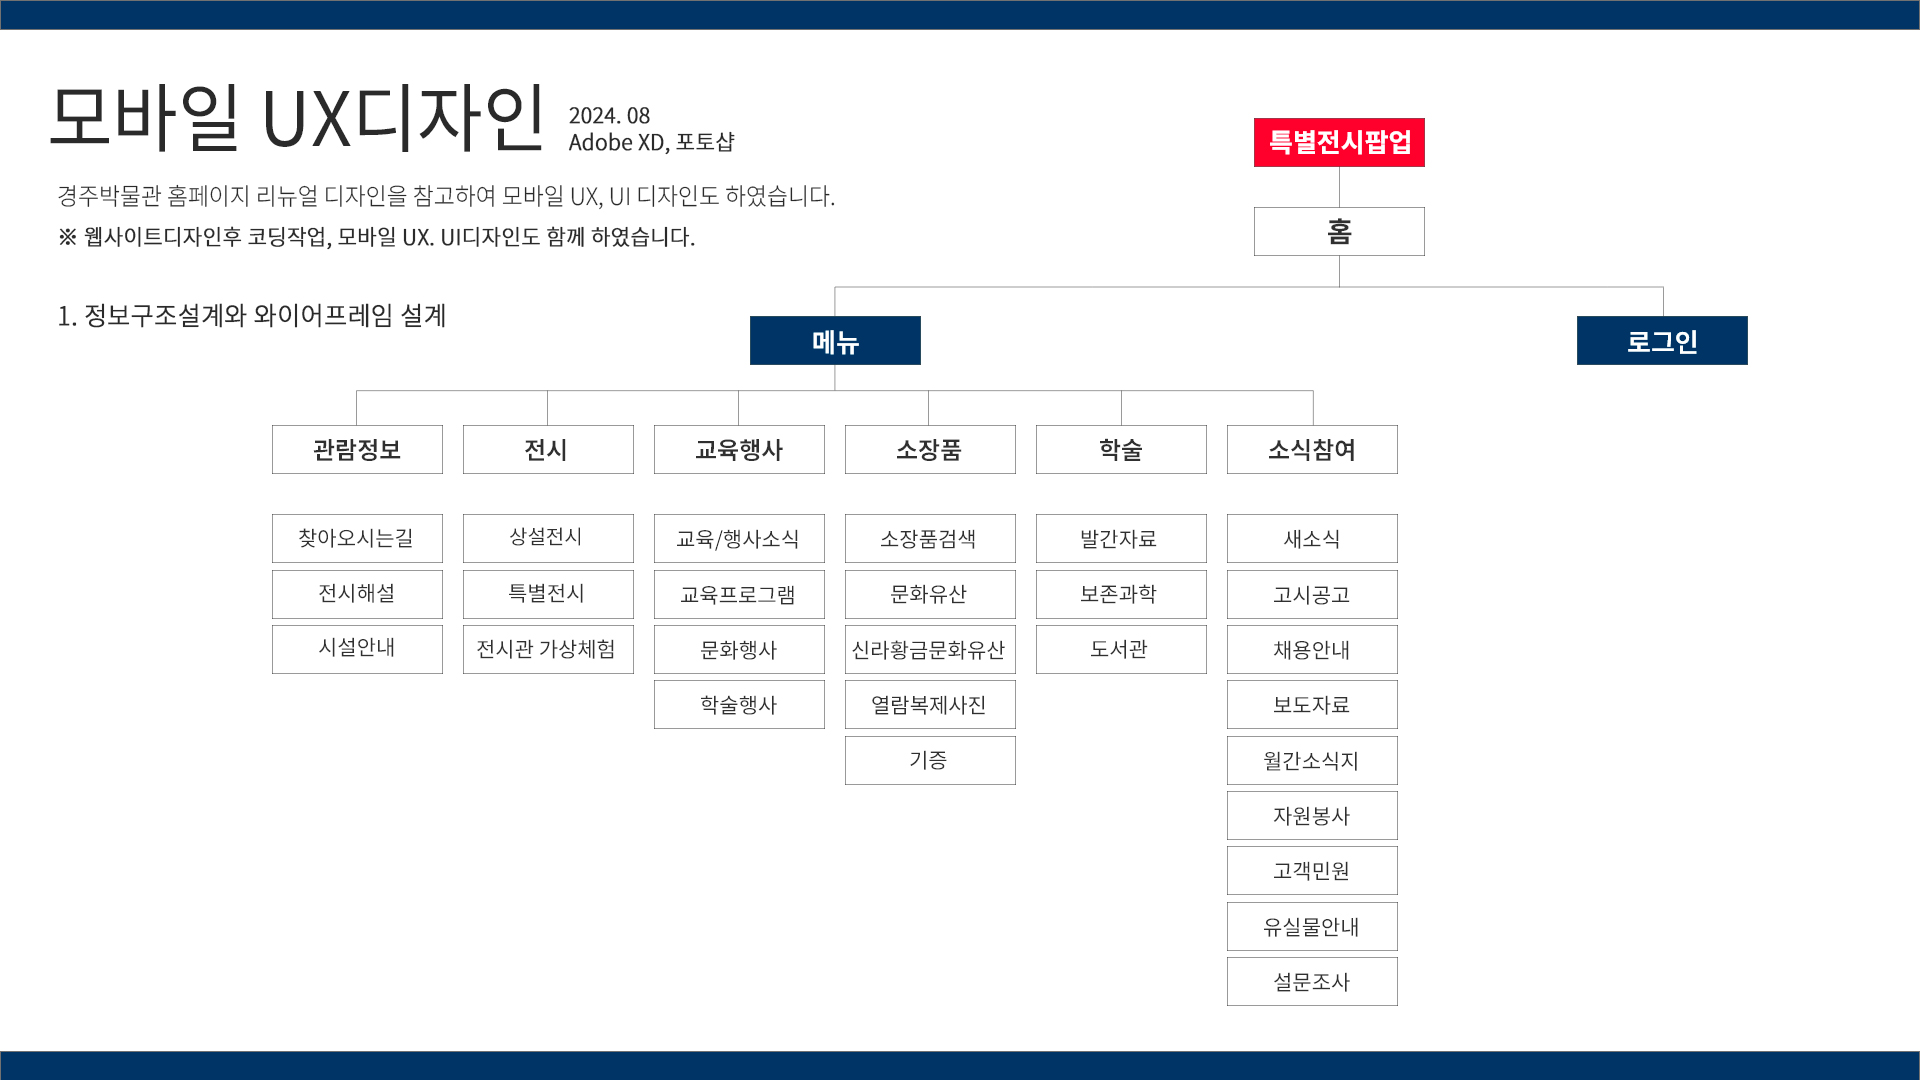 모바일 UX디자인
2024. 08
Adobe XD, 포토샵
경주박물관 홈페이지 리뉴얼 디자인을 참고하여 모바일 UX, UI 디자인도 하였습니다.
※ 웹사이트디자인후 코딩작업, 모바일 UX. UI디자인도 함께 하였습니다.
1. 정보구조설계와 와이어프레임 설계
특별전시팝업
홈
메뉴
로그인
관람정보
찾아오시는길
전시해설
시설안내
전시
상설전시
특별전시
전시관 가상체험
교육행사
교육/행사소식
교육프로그램
문화행사
학술행사
소장품
소장품검색
문화유산
신라황금문화유산
열람복제사진
기증
학술
발간자료
보존과학
도서관
소식참여
새소식
고시공고
채용안내
보도자료
월간소식지
자원봉사
고객민원
유실물안내
설문조사